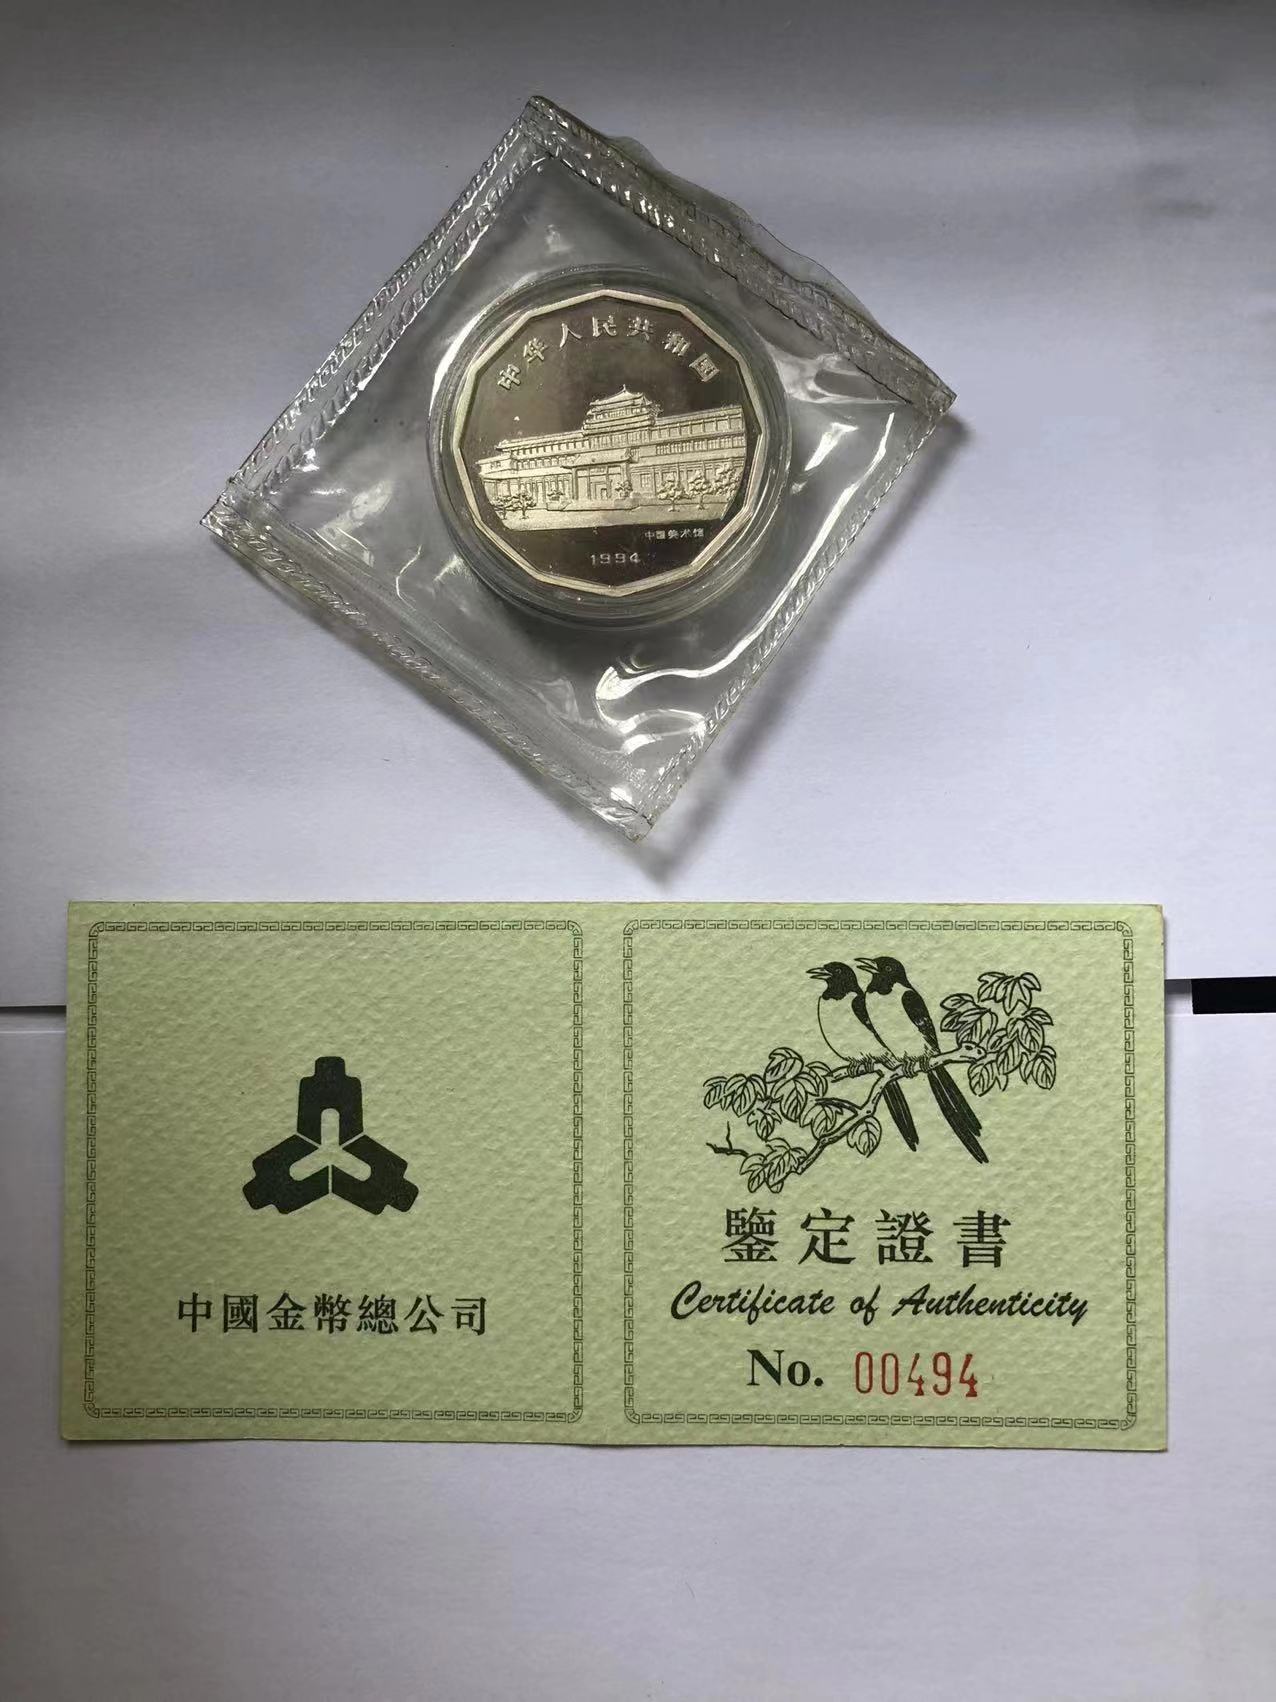 中华人民共和国
中国美术馆
1994
中國金幣總公司
鑒定證書
Certificate of Authenticity
No. 00494